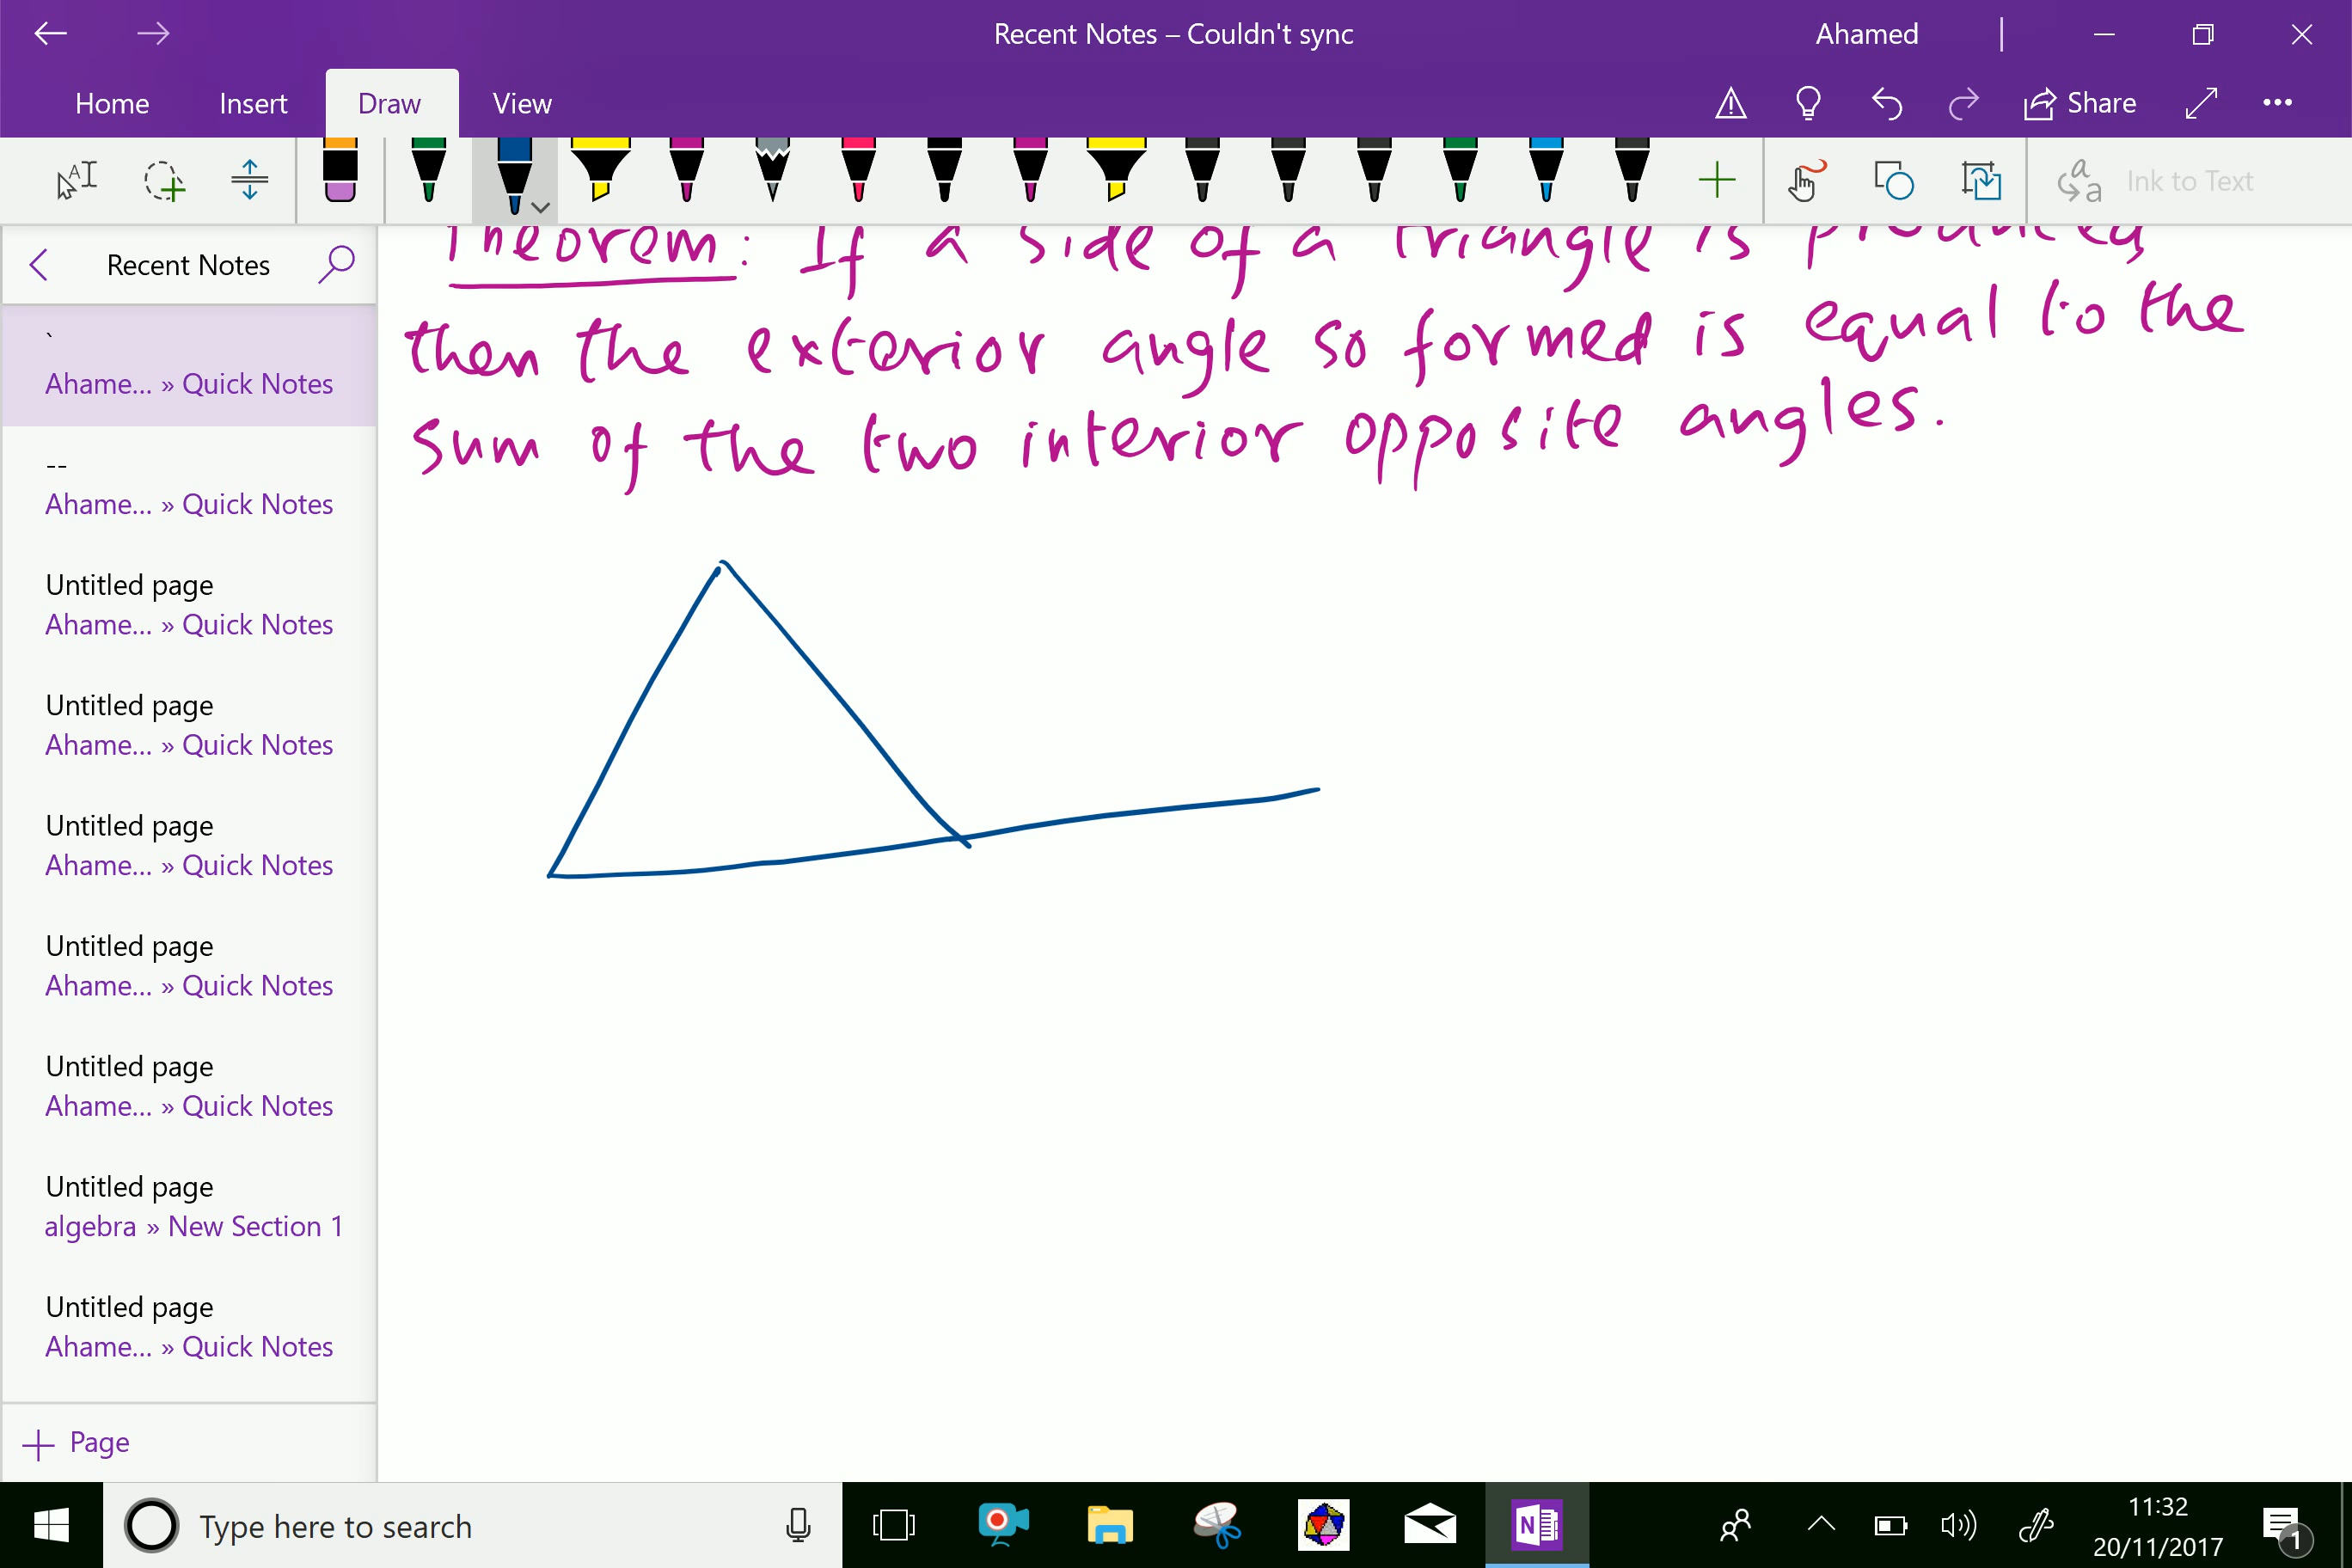 Recent Notes – Couldn't sync
Ahamed
Home Insert Draw View
Share
Ink to Text
Recent Notes
`
Ahame... » Quick Notes
--
Ahame... » Quick Notes
Untitled page
Ahame... » Quick Notes
Untitled page
Ahame... » Quick Notes
Untitled page
Ahame... » Quick Notes
Untitled page
Ahame... » Quick Notes
Untitled page
Ahame... » Quick Notes
Untitled page
algebra » New Section 1
Untitled page
Ahame... » Quick Notes
Page
Theorem: If a side of a triangle is produced,
then the exterior angle so formed is equal to the
sum of the two interior opposite angles.
Type here to search
N
11:32
20/11/2017
1